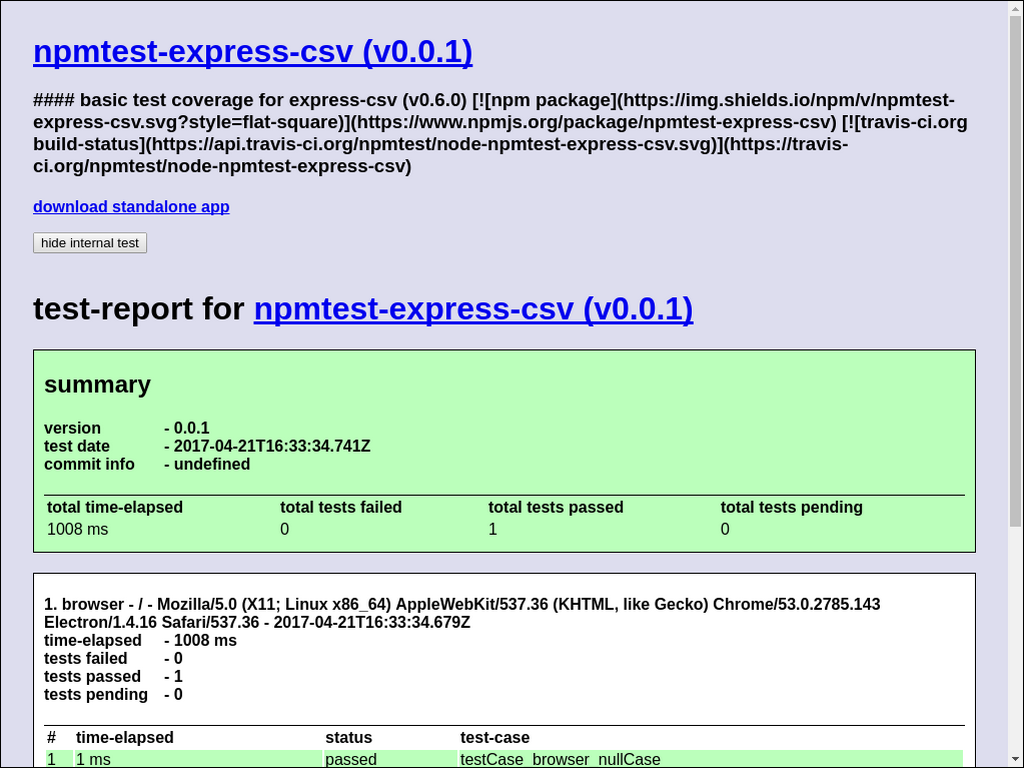 npmtest-express-csv (v0.0.1)
#### basic test coverage for express-csv (v0.6.0) [![npm package](https://img.shields.io/npm/v/npmtest-
express-csv.svg?style=flat-square)](https://www.npmjs.org/package/npmtest-express-csv) [![travis-ci.org
build-status](https://api.travis-ci.org/npmtest/node-npmtest-express-csv.svg)](https://travis-
ci.org/npmtest/node-npmtest-express-csv)
download standalone app
hide internal test
test-report for npmtest-express-csv (v0.0.1)
summary
version - 0.0.1
test date - 2017-04-21T16:33:34.741Z
commit info - undefined
total time-elapsed total tests failed total tests passed total tests pending
1008 ms 0 1 0
1. browser - / - Mozilla/5.0 (X11; Linux x86_64) AppleWebKit/537.36 (KHTML, like Gecko) Chrome/53.0.2785.143
Electron/1.4.16 Safari/537.36 - 2017-04-21T16:33:34.679Z
time-elapsed - 1008 ms
tests failed - 0
tests passed - 1
tests pending - 0
# time-elapsed status test-case
1 1 ms passed testCase_browser_nullCase